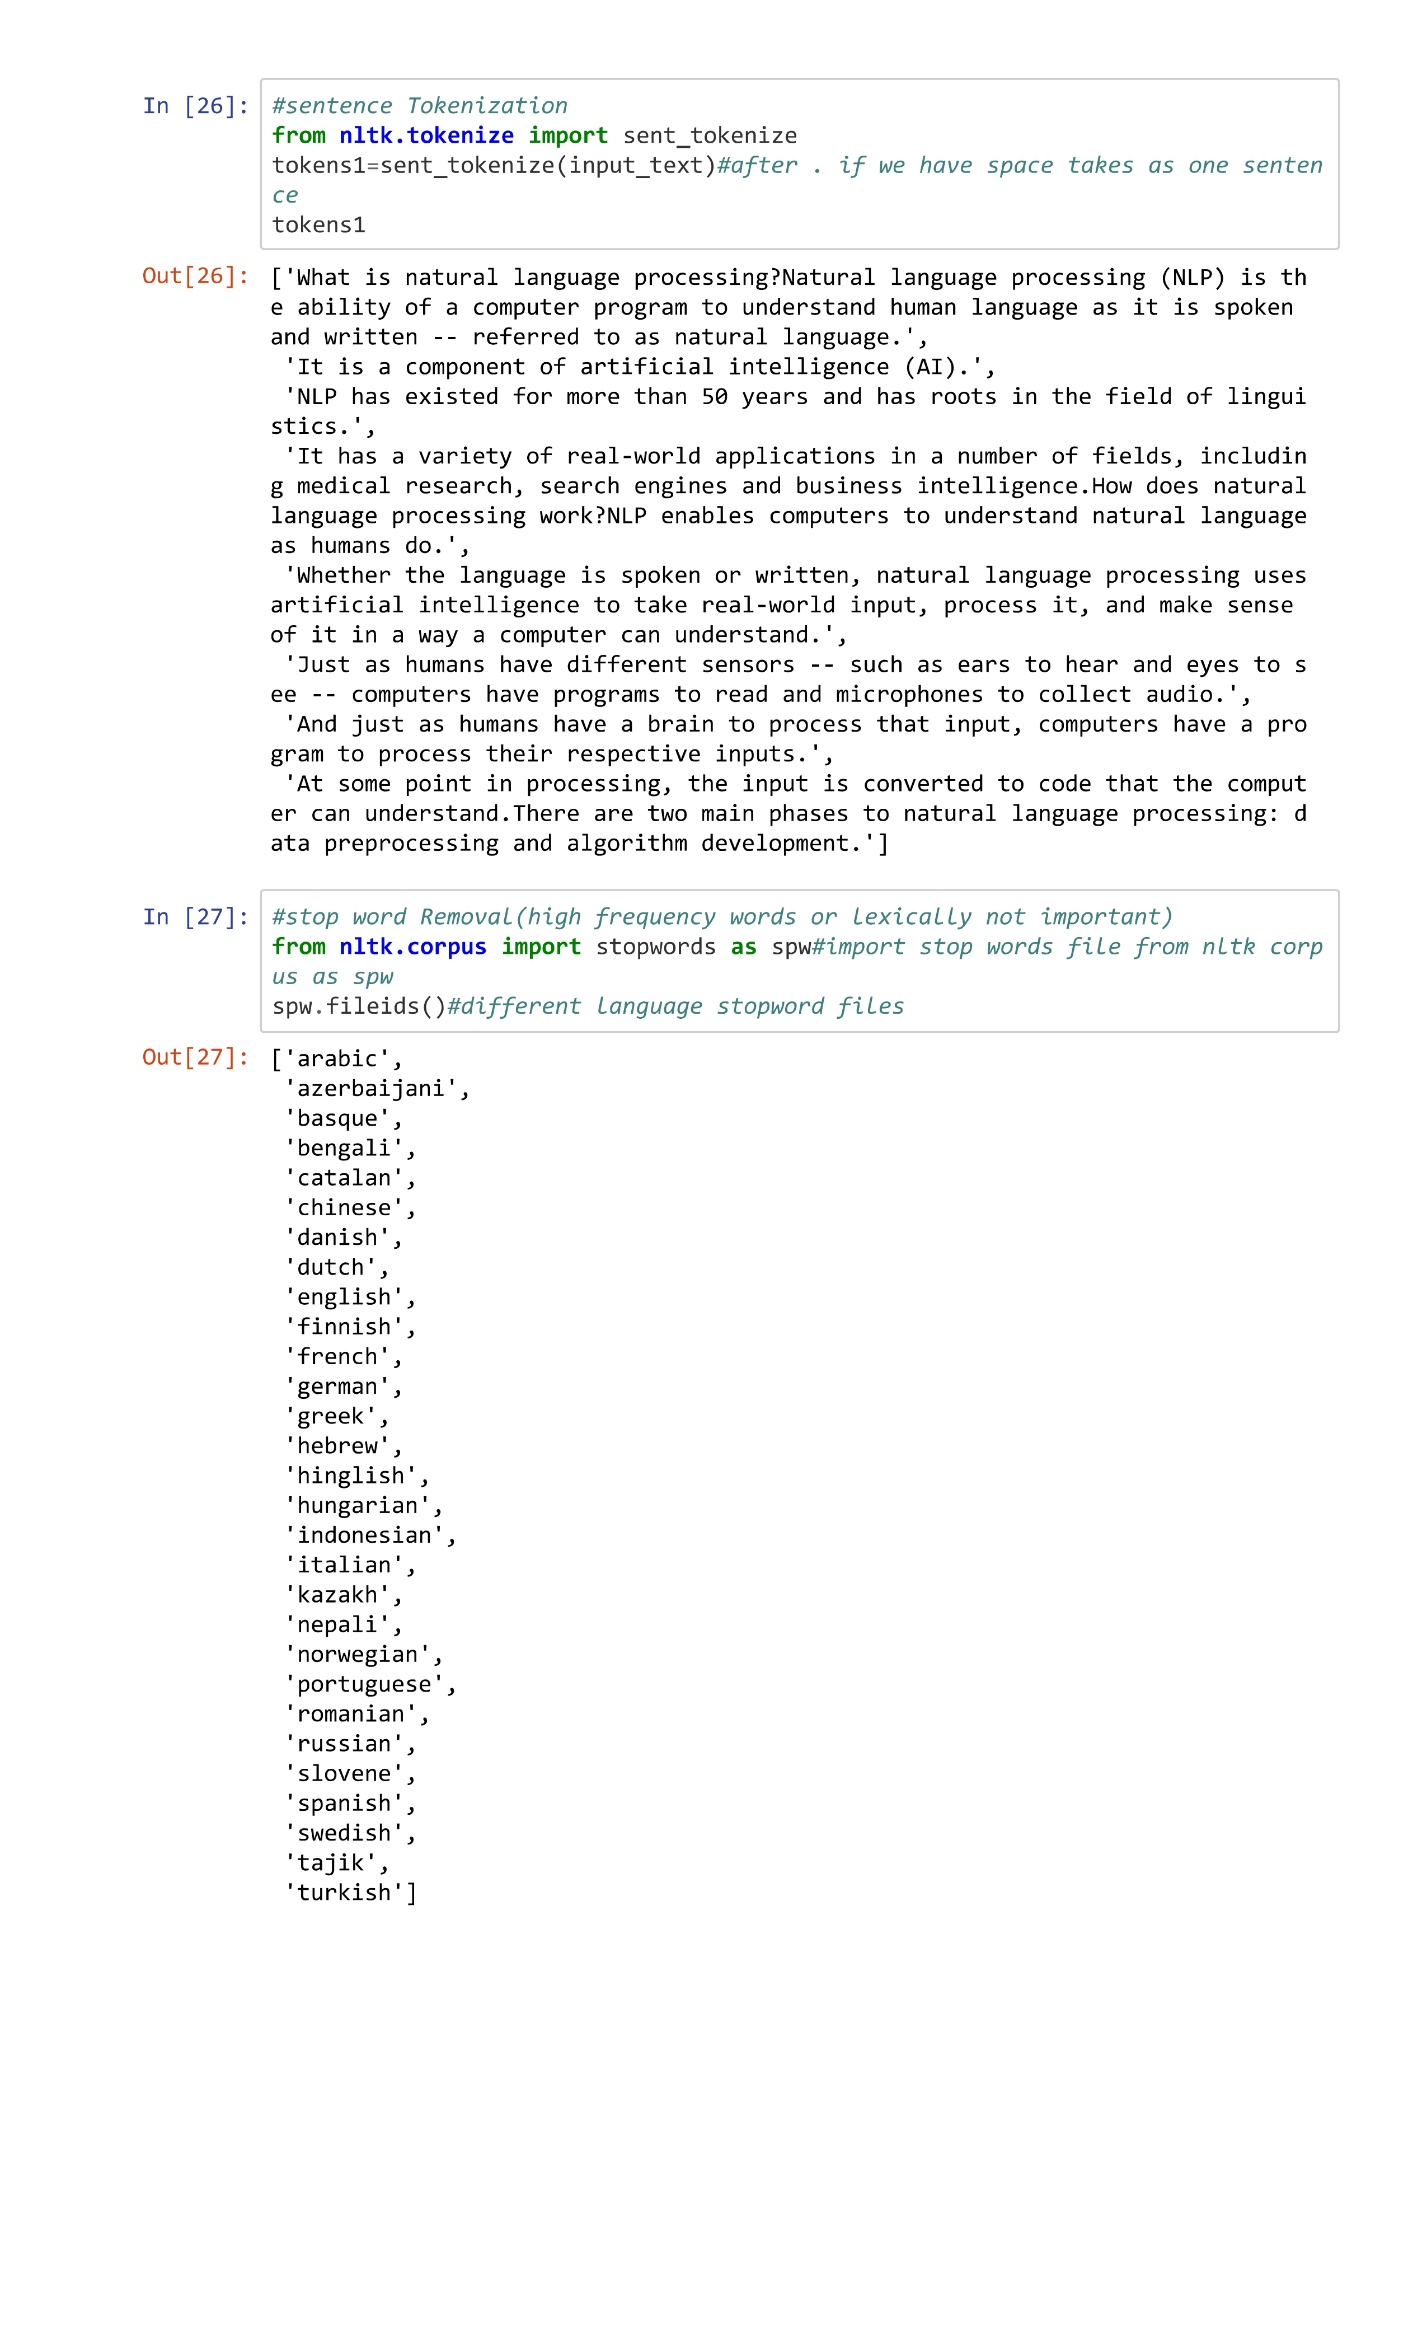 In [26]: #sentence Tokenization
from nltk.tokenize import sent_tokenize
tokens1=sent_tokenize(input_text)#after . if we have space takes as one senten
ce
tokens1
Out[26]: ['What is natural language processing?Natural language processing (NLP) is th
e ability of a computer program to understand human language as it is spoken
and written -- referred to as natural language.',
'It is a component of artificial intelligence (AI).',
'NLP has existed for more than 50 years and has roots in the field of lingui
stics.',
'It has a variety of real-world applications in a number of fields, includin
g medical research, search engines and business intelligence.How does natural
language processing work?NLP enables computers to understand natural language
as humans do.',
'Whether the language is spoken or written, natural language processing uses
artificial intelligence to take real-world input, process it, and make sense
of it in a way a computer can understand.',
'Just as humans have different sensors -- such as ears to hear and eyes to s
ee -- computers have programs to read and microphones to collect audio.',
'And just as humans have a brain to process that input, computers have a pro
gram to process their respective inputs.',
'At some point in processing, the input is converted to code that the comput
er can understand.There are two main phases to natural language processing: d
ata preprocessing and algorithm development.']
In [27]: #stop word Removal(high frequency words or lexically not important)
from nltk.corpus import stopwords as spw#import stop words file from nltk corp
us as spw
spw.fileids()#different language stopword files
Out[27]: ['arabic',
'azerbaijani',
'basque',
'bengali',
'catalan',
'chinese',
'danish',
'dutch',
'english',
'finnish',
'french',
'german',
'greek',
'hebrew',
'hinglish',
'hungarian',
'indonesian',
'italian',
'kazakh',
'nepali',
'norwegian',
'portuguese',
'romanian',
'russian',
'slovene',
'spanish',
'swedish',
'tajik',
'turkish']